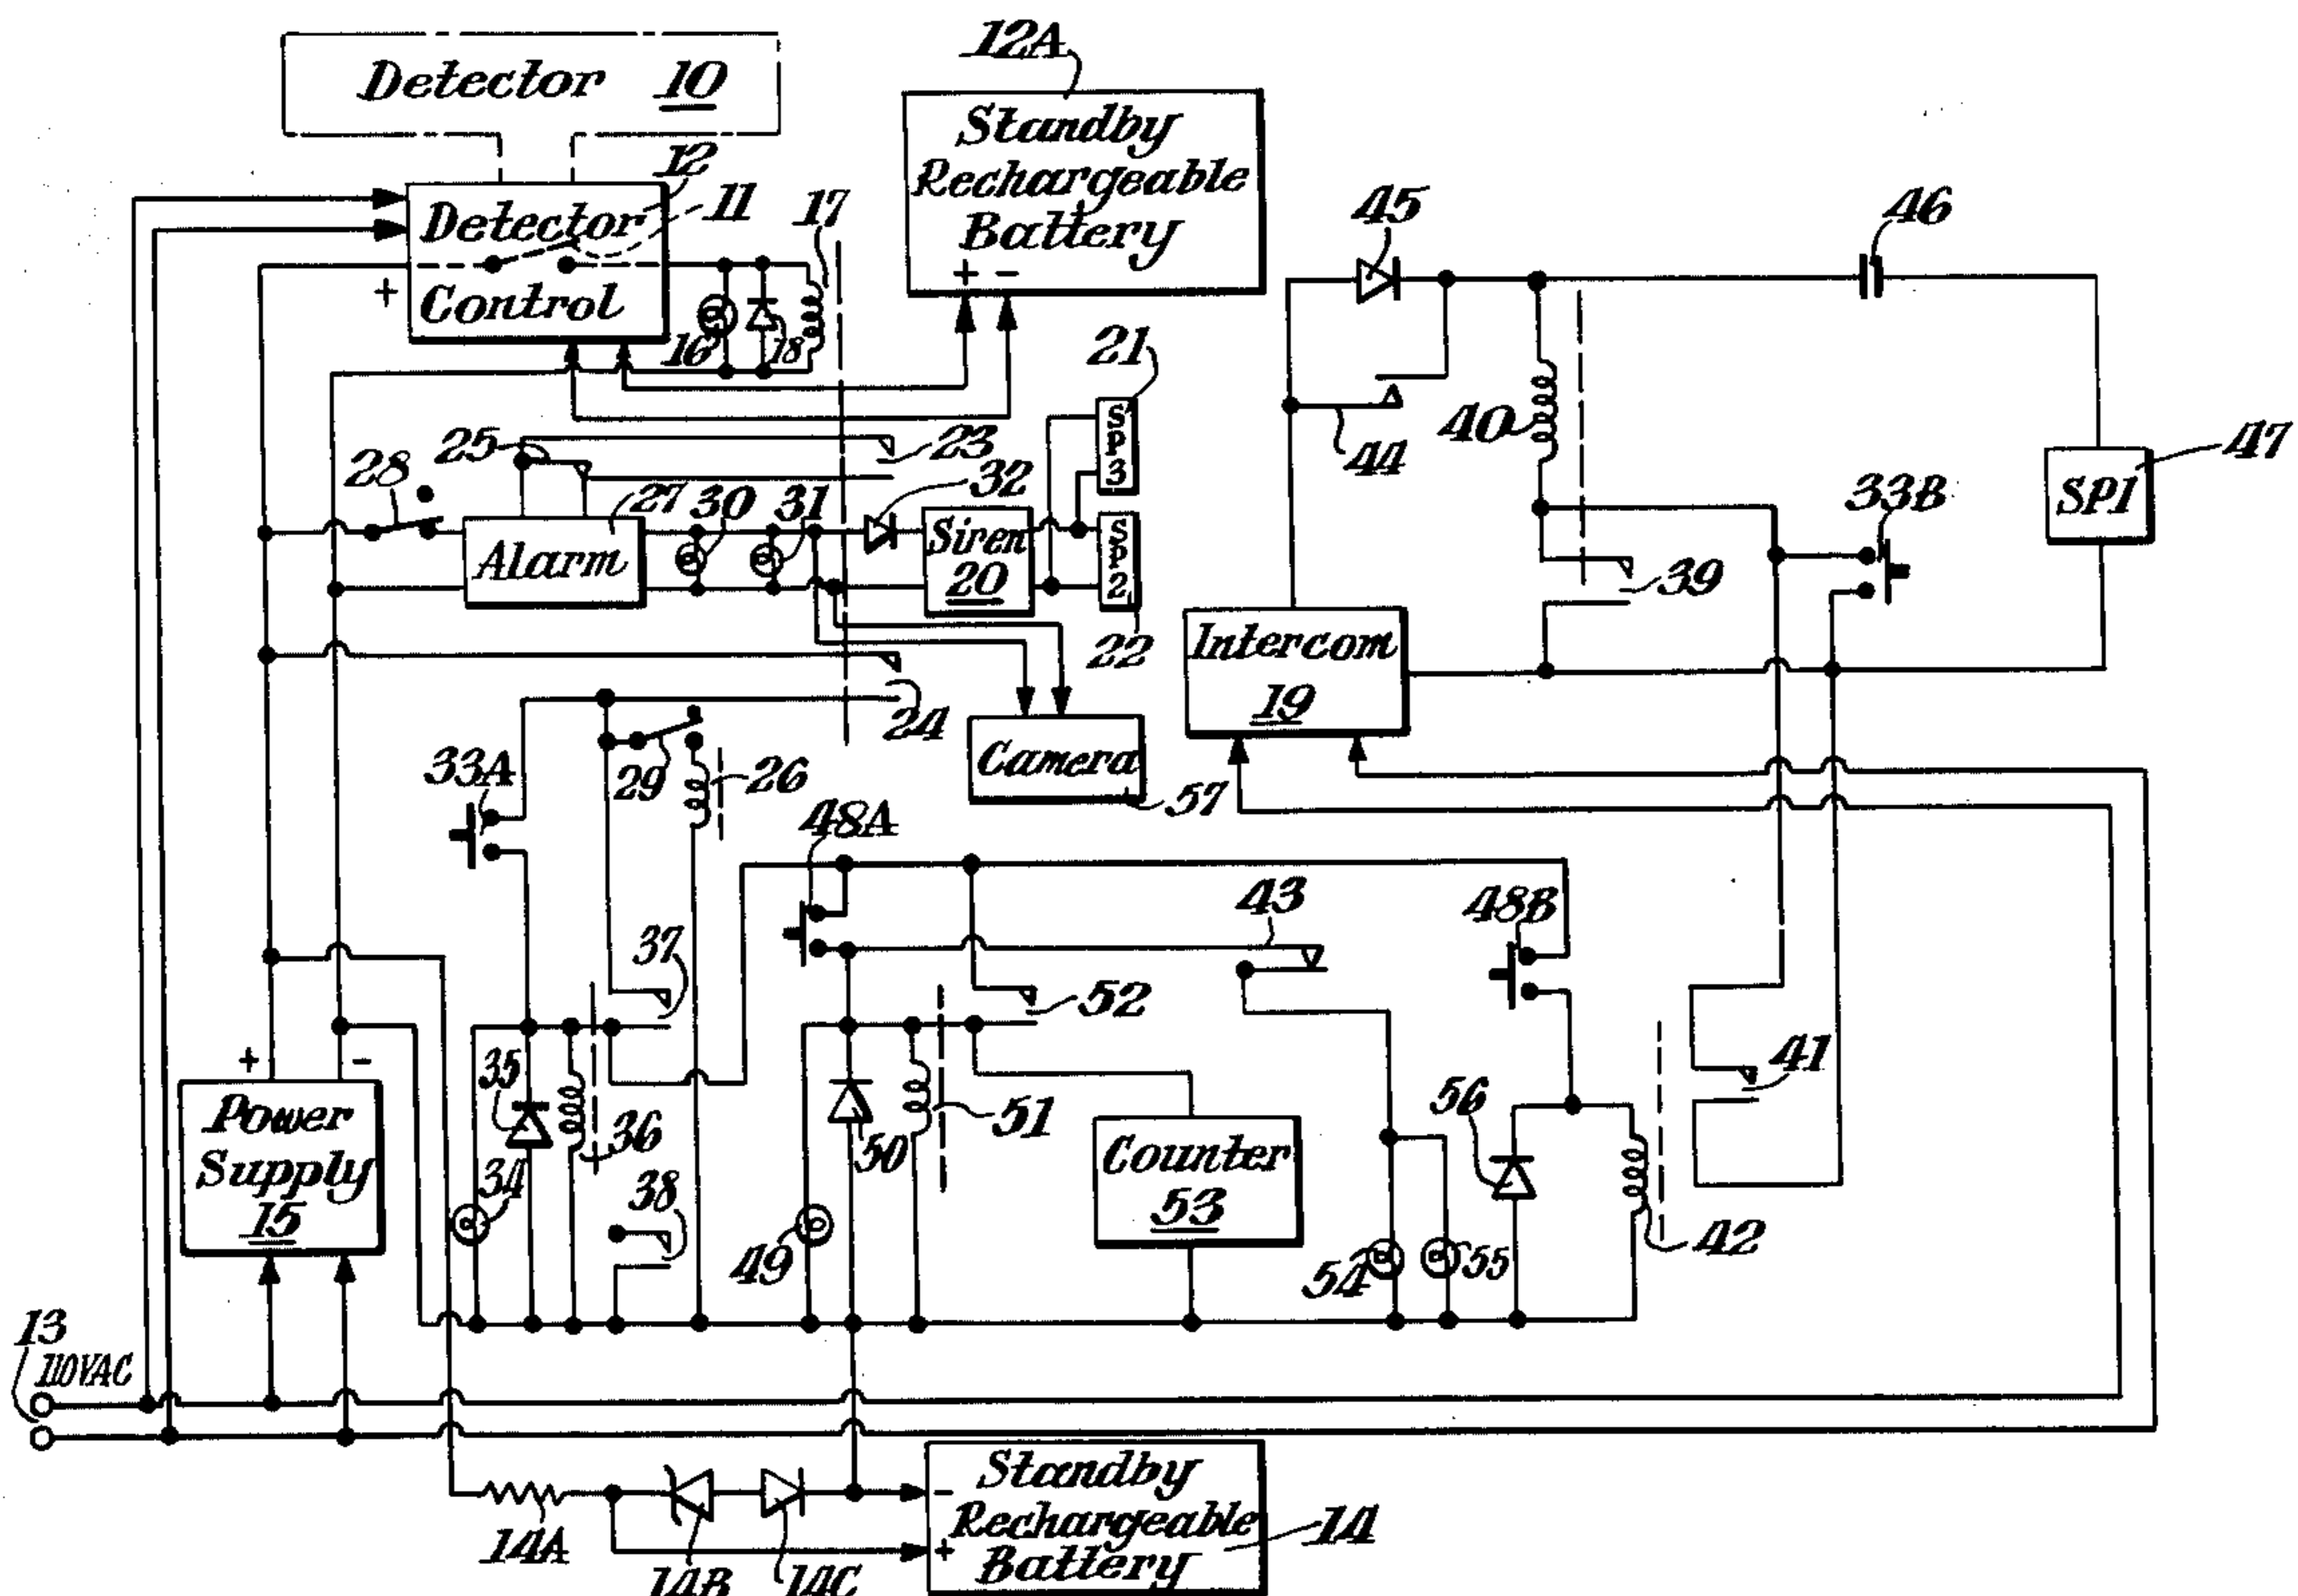 12A
Detector 10
Standby
Rechargeable
Battery
+ -
12
11
17
Detector
Control
+
16
18
45
46
21
SP3
25
23
44
40
47
28
27
30
31
32
33B
SP1
Alarm
Siren
20
SP2
39
22
Intercom
19
24
33A
29
26
Camera
57
48A
43
48B
37
52
+ -
35
41
Power
Supply
15
36
51
56
50
Counter
53
34
38
49
54
55
42
13
110VAC
14A
14B
14C
-
+
Standby
Rechargeable
Battery
14